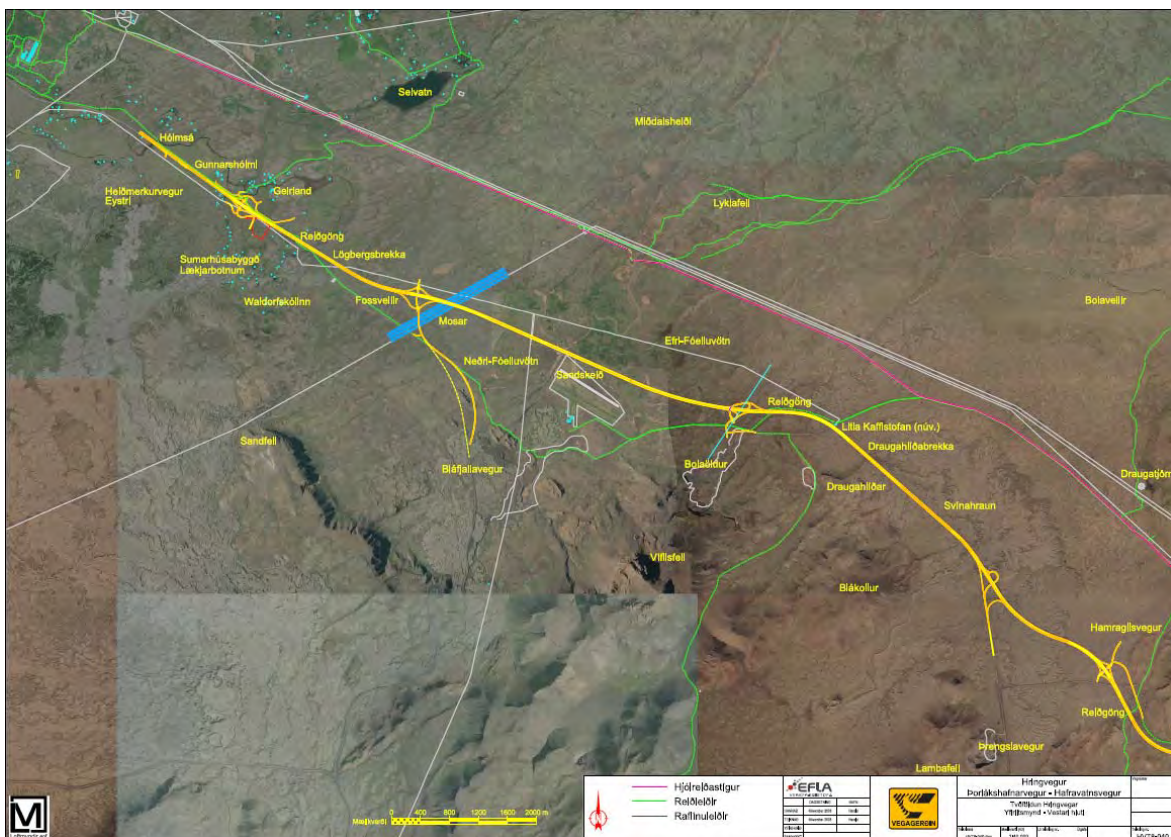 Selvatn
Miðdalsheiði
Hólmsá
Gunnarshólmi
Heiðmerkurvegur
Eystri
Geirland
Lyklafell
Reiðgöng
Lögbergsbrekka
Sumarhúsabyggð
Lækjarbotnum
Waldorfskólinn
Fossvellir
Mosar
Bolavellir
Efri-Fóelluvötn
Neðri-Fóelluvötn
Sandskeið
Reiðgöng
Litla Kaffistofan (núv.)
Draugahlíðabrekka
Sandfell
Bláfjallavegur
Bolaöldur
Draugahlíðar
Draugatjörn
Svínahraun
Vífilsfell
Blákollur
Hamragilsvegur
Reiðgöng
Þrengslavegur
Lambafell
Mælikvarði
0 400 800 1200 1600 2000 m
Hjólreiðastígur
Reiðleiðir
Raflínuleiðir
EFLA
VEGAGERÐIN
Hringvegur
Þorlákshafnarvegur - Hafravatnsvegur
Tvöföldun Hringvegar
Yfirlitsmynd - Vestari hluti
M